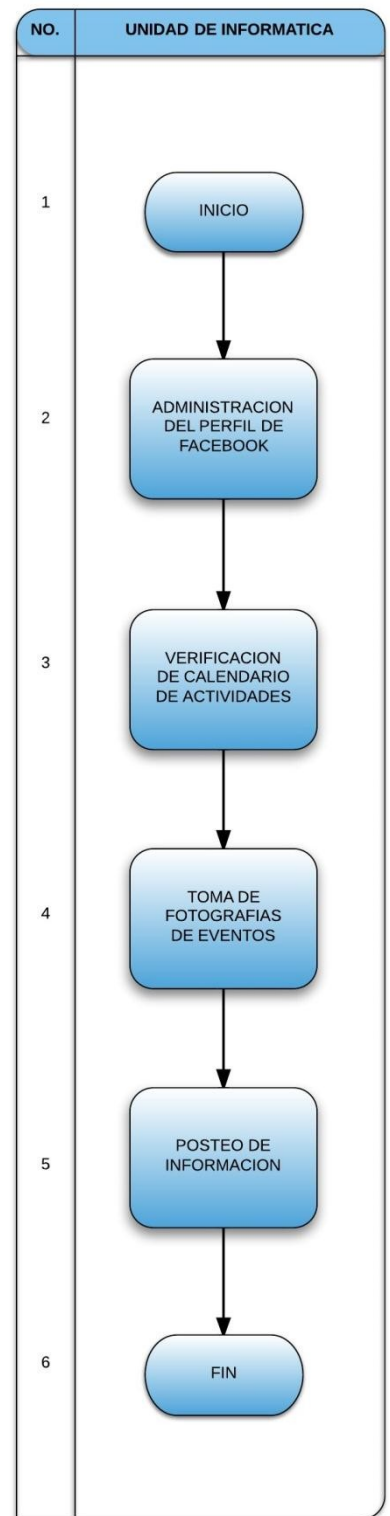 NO. UNIDAD DE INFORMATICA
1
INICIO
2
ADMINISTRACION
DEL PERFIL DE
FACEBOOK
3
VERIFICACION
DE CALENDARIO
DE ACTIVIDADES
4
TOMA DE
FOTOGRAFIAS
DE EVENTOS
5
POSTEO DE
INFORMACION
6
FIN